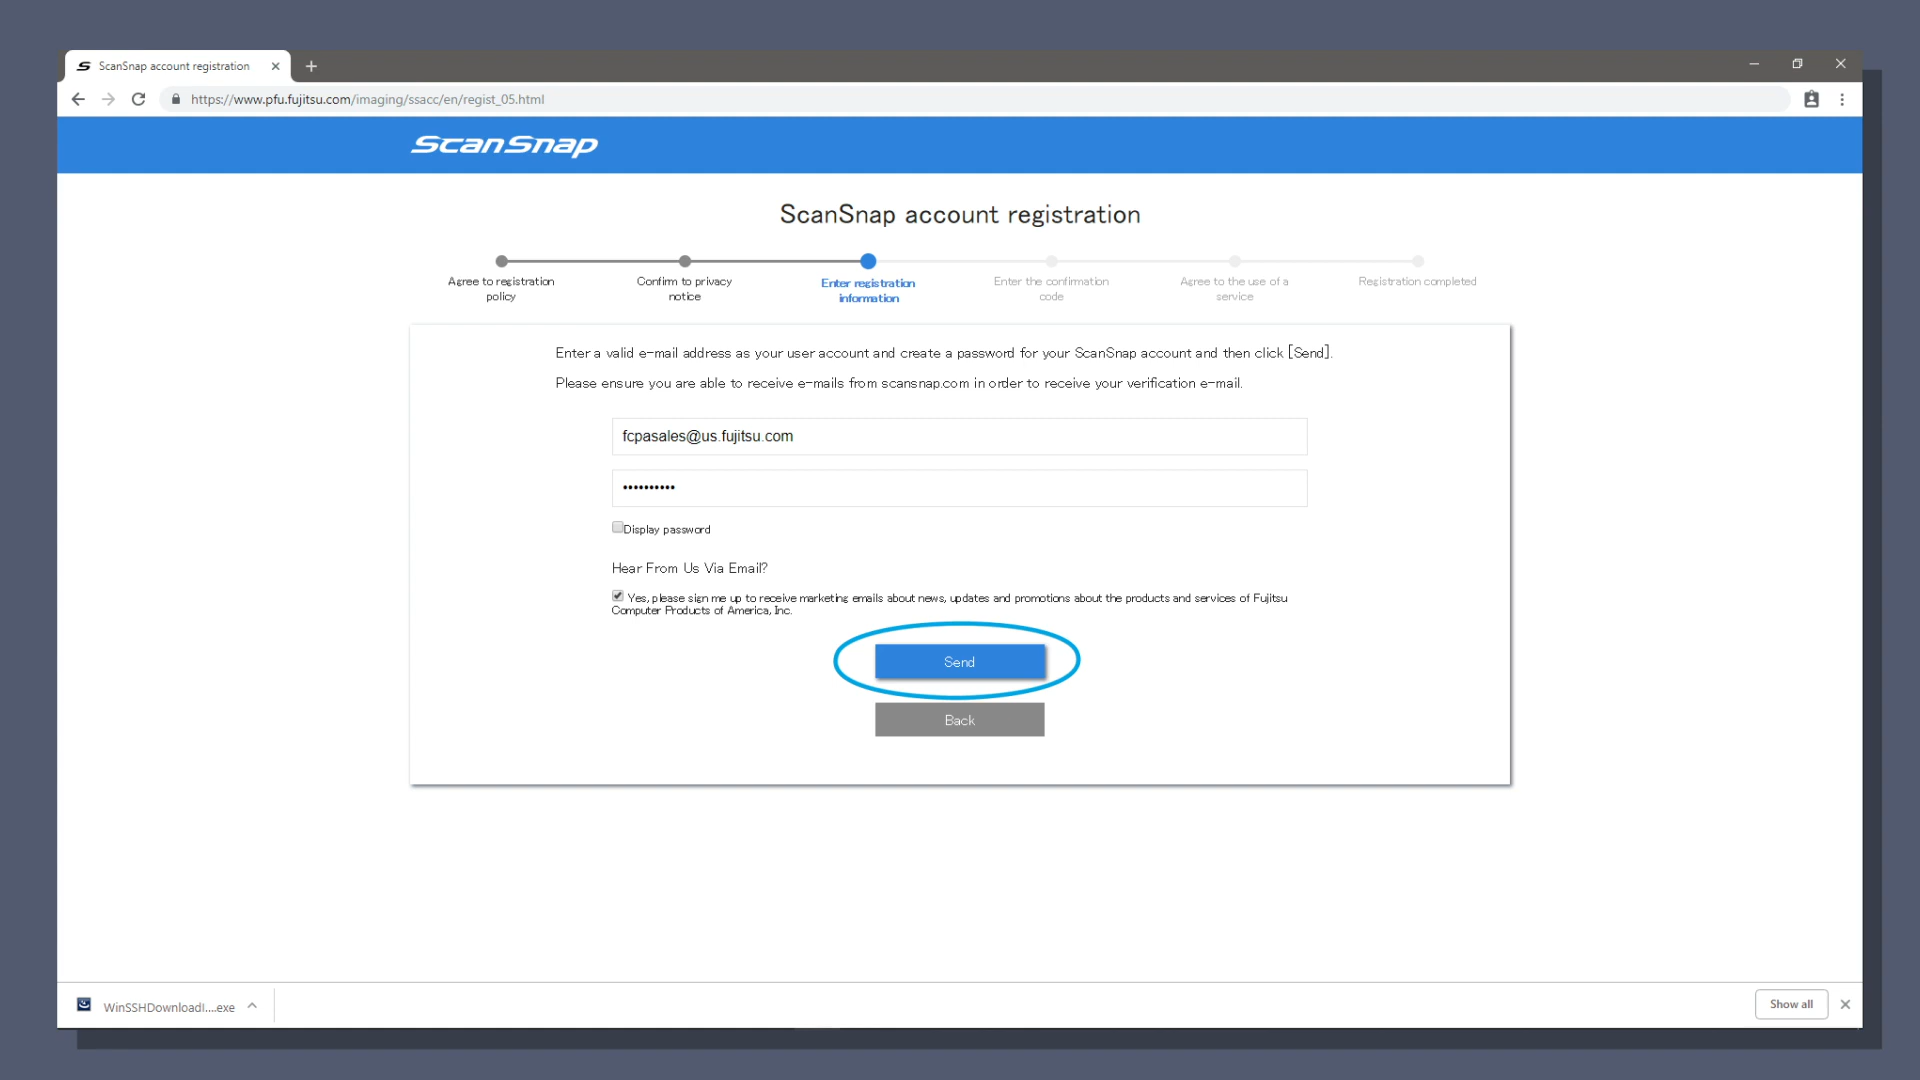 ScanSnap account registration
https://www.pfu.fujitsu.com/imaging/ssacc/en/regist_05.html
ScanSnap
ScanSnap account registration
Agree to registration
policy
Confirm to privacy
notice
Enter registration
information
Enter the confirmation
code
Agree to the use of a
service
Registration completed
Enter a valid e-mail address as your user account and create a password for your ScanSnap account and then click [Send].
Please ensure you are able to receive e-mails from scansnap.com in order to receive your verification e-mail.
fcpasales@us.fujitsu.com
••••••••••
Display password
Hear From Us Via Email?
Yes, please sign me up to receive marketing emails about news, updates and promotions about the products and services of Fujitsu
Computer Products of America, Inc.
Send
Back
WinSSHDownloadI....exe
Show all